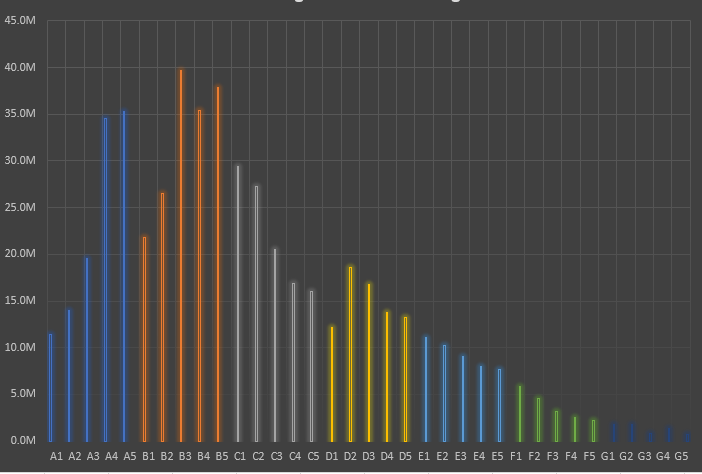 45.0M
40.0M
35.0M
30.0M
25.0M
20.0M
15.0M
10.0M
5.0M
0.0M
A1 A2 A3 A4 A5 B1 B2 B3 B4 B5 C1 C2 C3 C4 C5 D1 D2 D3 D4 D5 E1 E2 E3 E4 E5 F1 F2 F3 F4 F5 G1 G2 G3 G4 G5